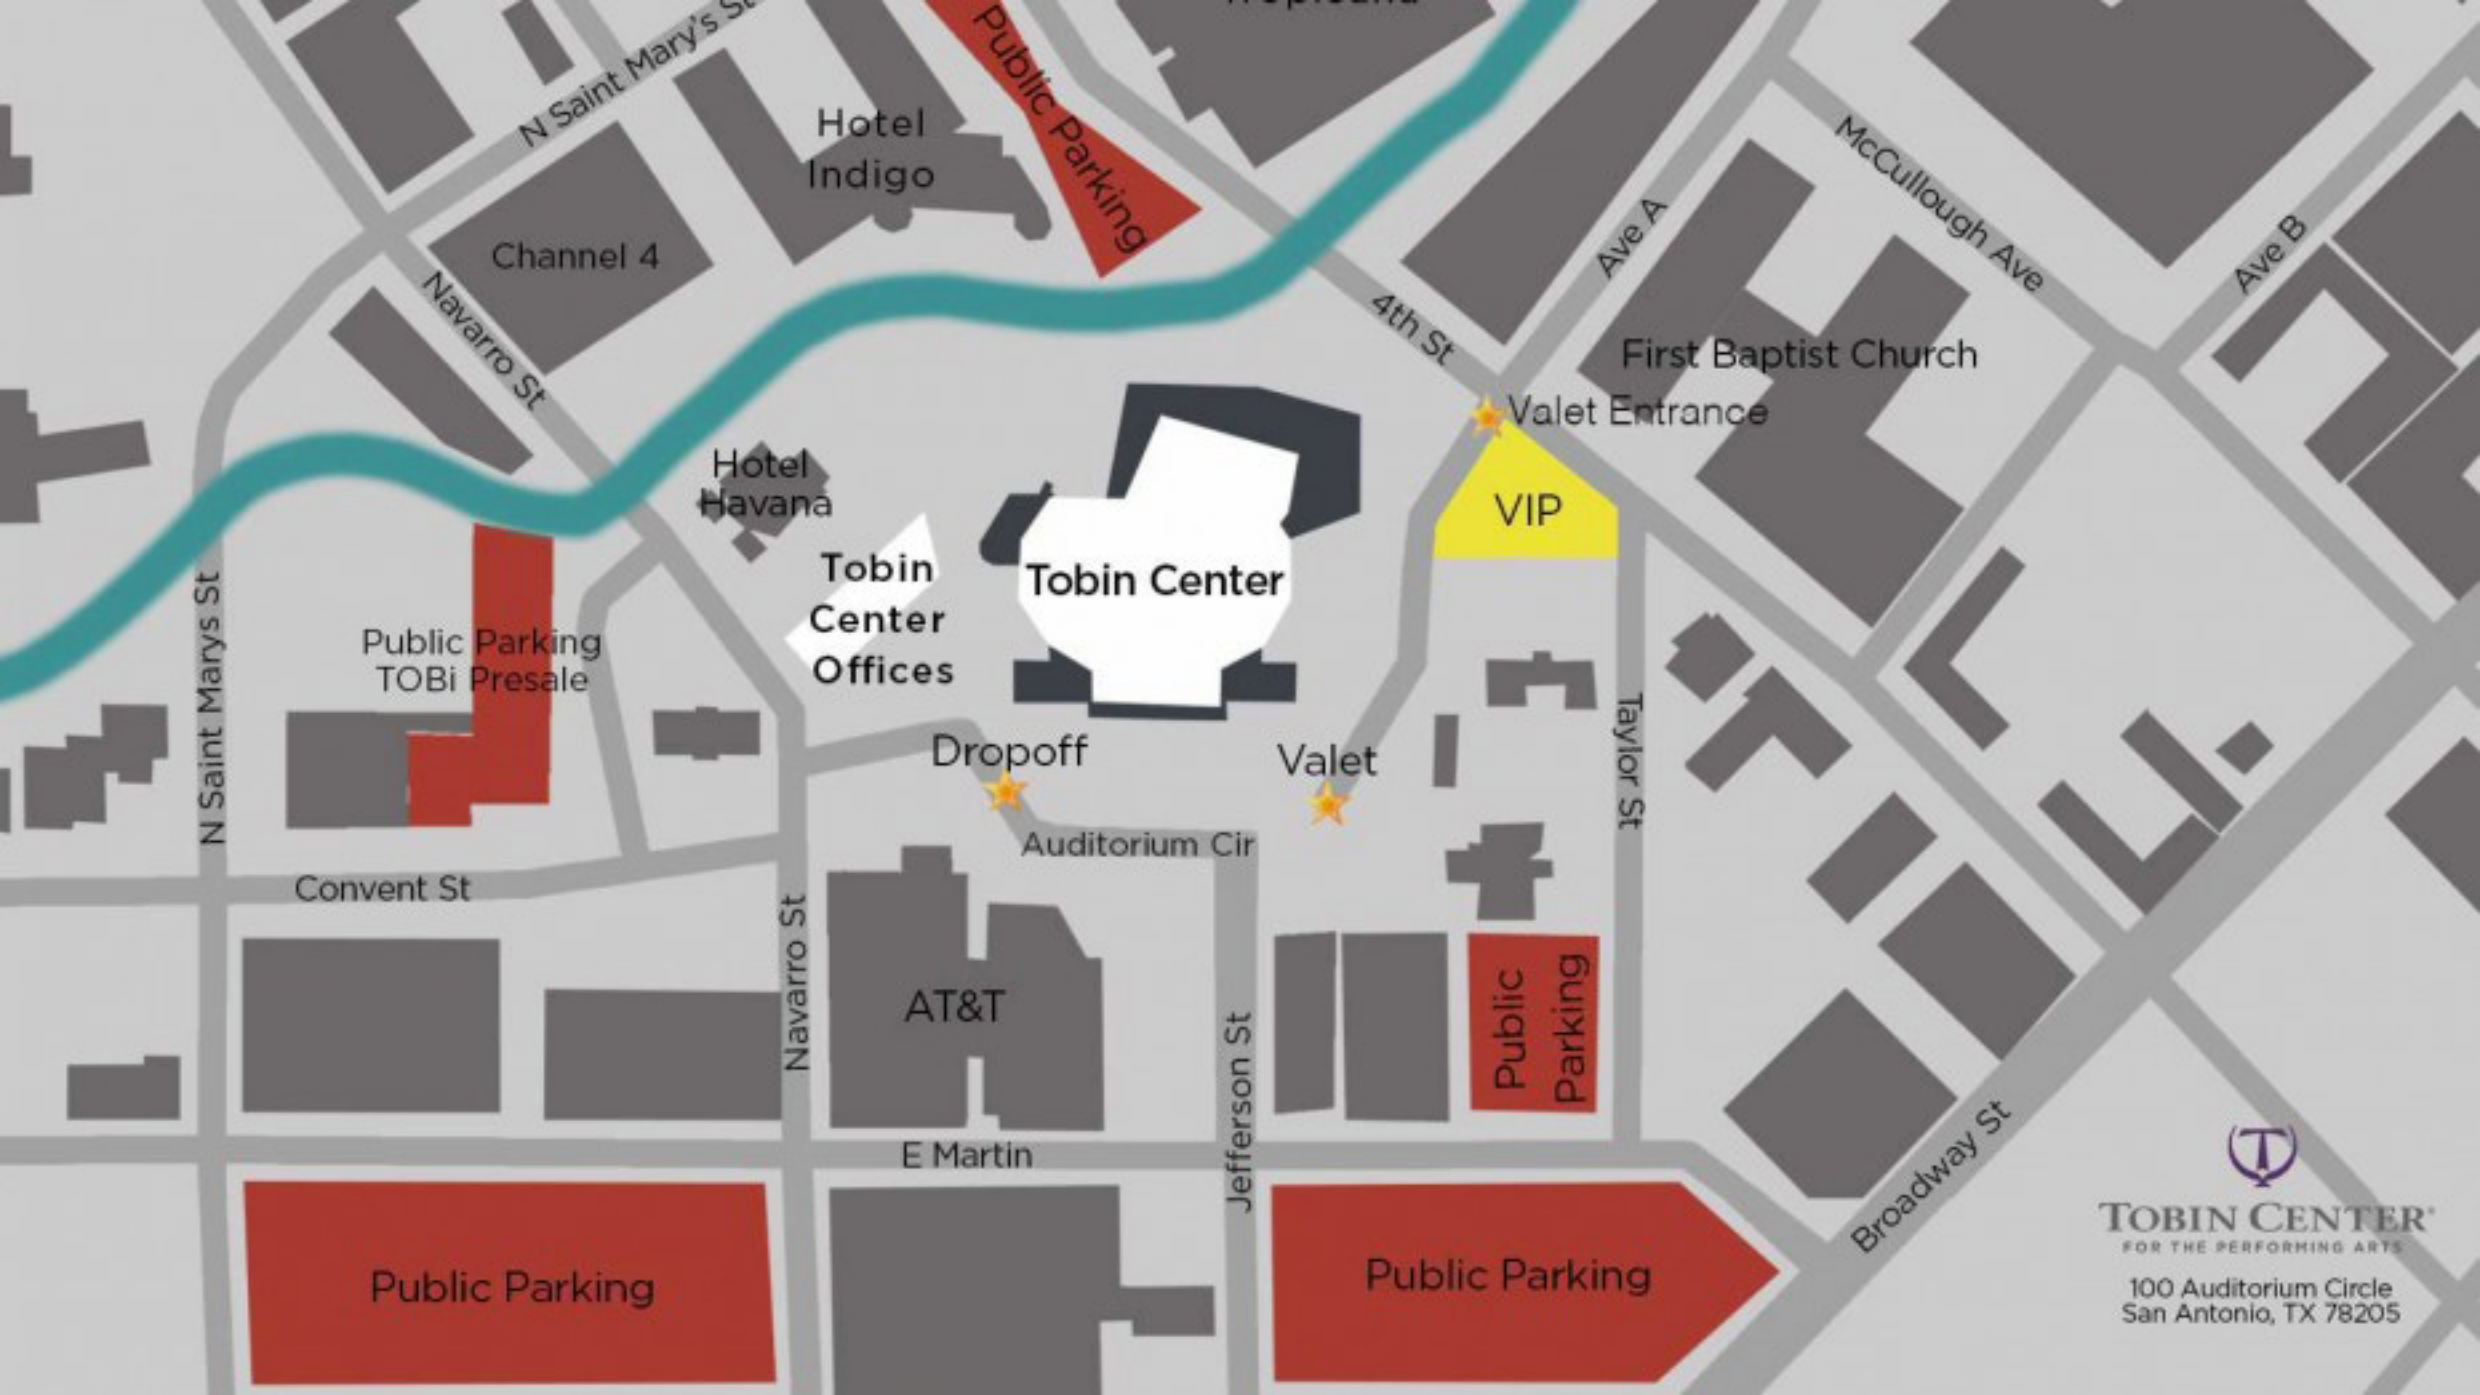 N Saint Mary's St
Public Parking
Hotel
Indigo
Channel 4
McCullough Ave
Ave A
Ave B
Navarro St
4th St
First Baptist Church
Valet Entrance
Hotel
Havana
VIP
Tobin
Center
Offices
Tobin Center
Public Parking
TOBi Presale
N Saint Marys St
Taylor St
Dropoff
Valet
Auditorium Cir
Convent St
Navarro St
AT&T
Jefferson St
Public
Parking
E Martin
Broadway St
Public Parking
Public Parking
TOBIN CENTER
FOR THE PERFORMING ARTS
100 Auditorium Circle
San Antonio, TX 78205